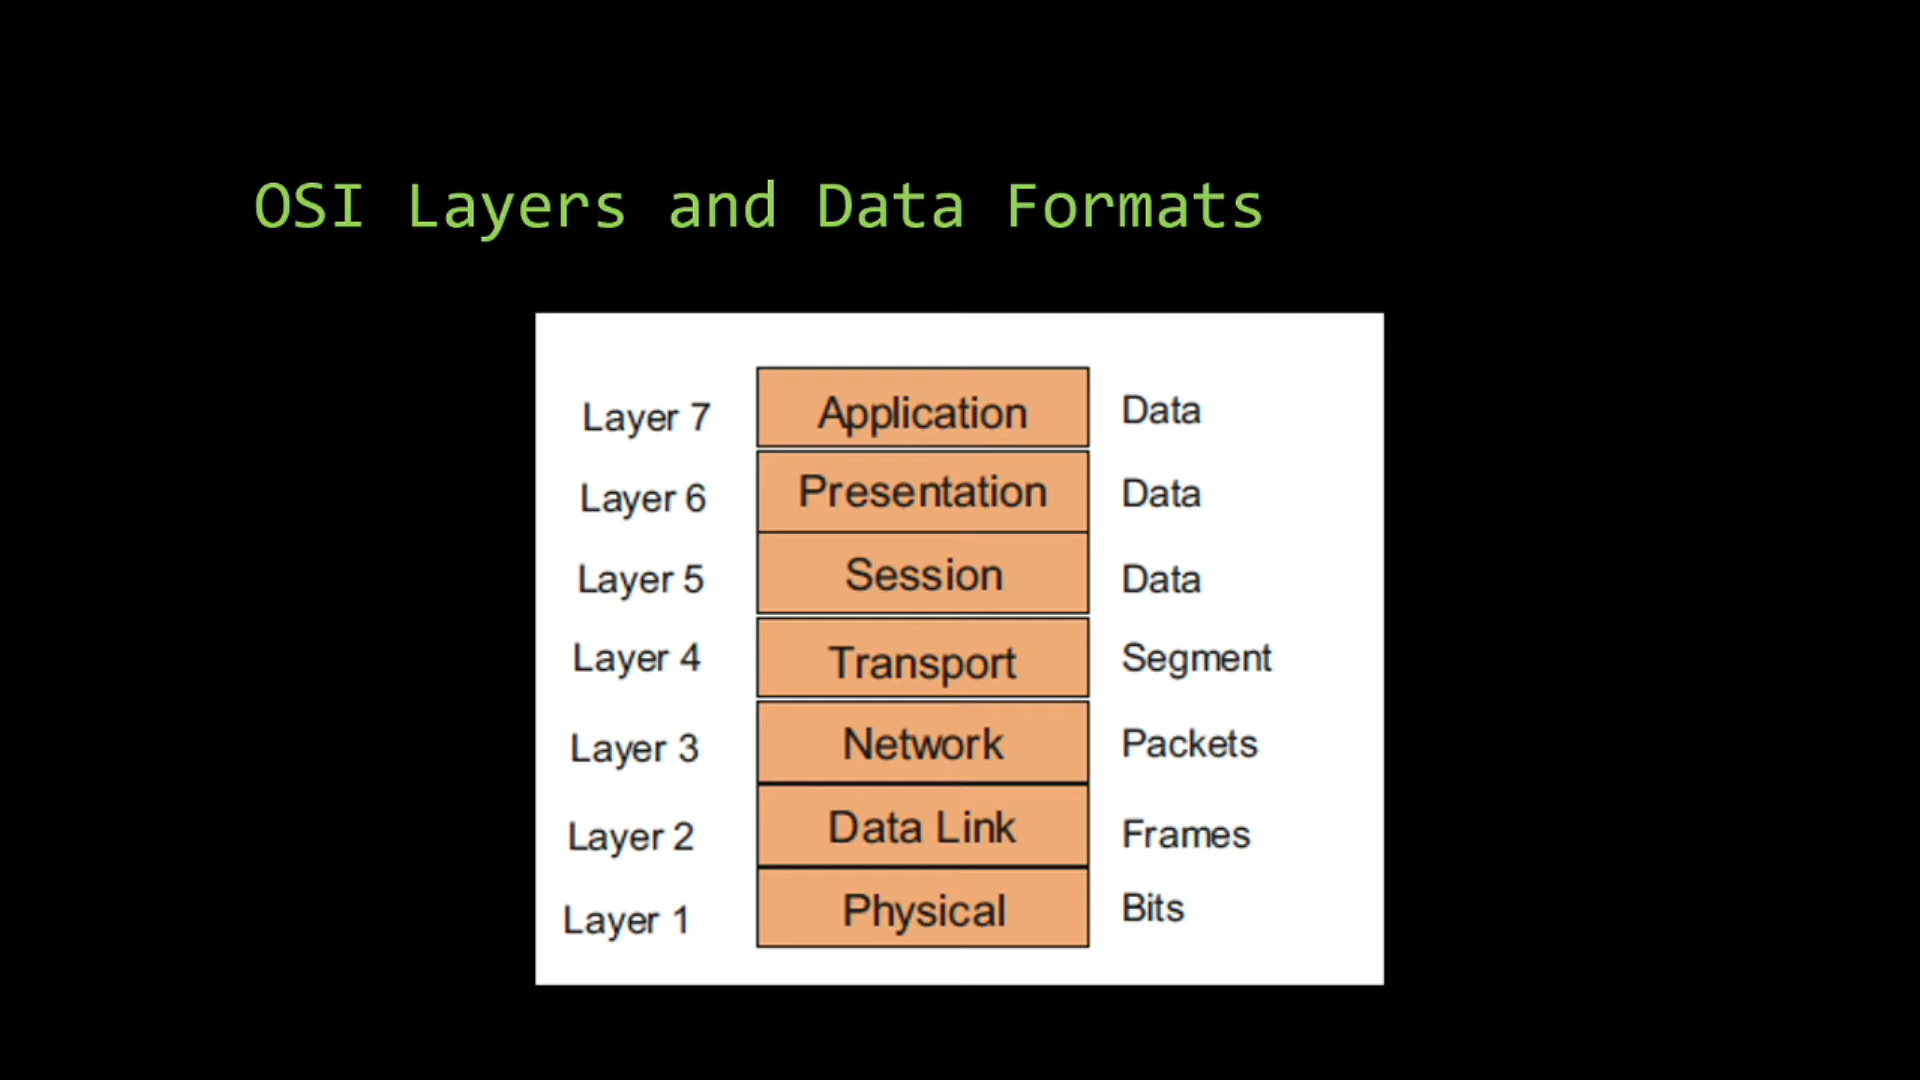 OSI Layers and Data Formats
Layer 7 Application Data
Layer 6 Presentation Data
Layer 5 Session Data
Layer 4 Transport Segment
Layer 3 Network Packets
Layer 2 Data Link Frames
Layer 1 Physical Bits